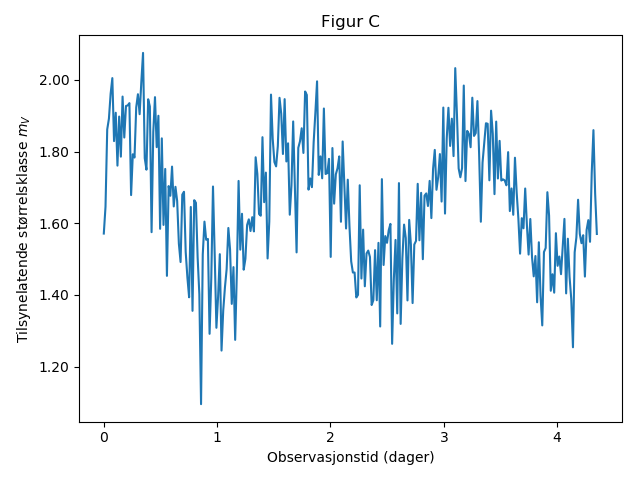 Figur C
Tilsynelatende størrelsklasse $m_V$
2.00
1.80
1.60
1.40
1.20
0 1 2 3 4
Observasjonstid (dager)